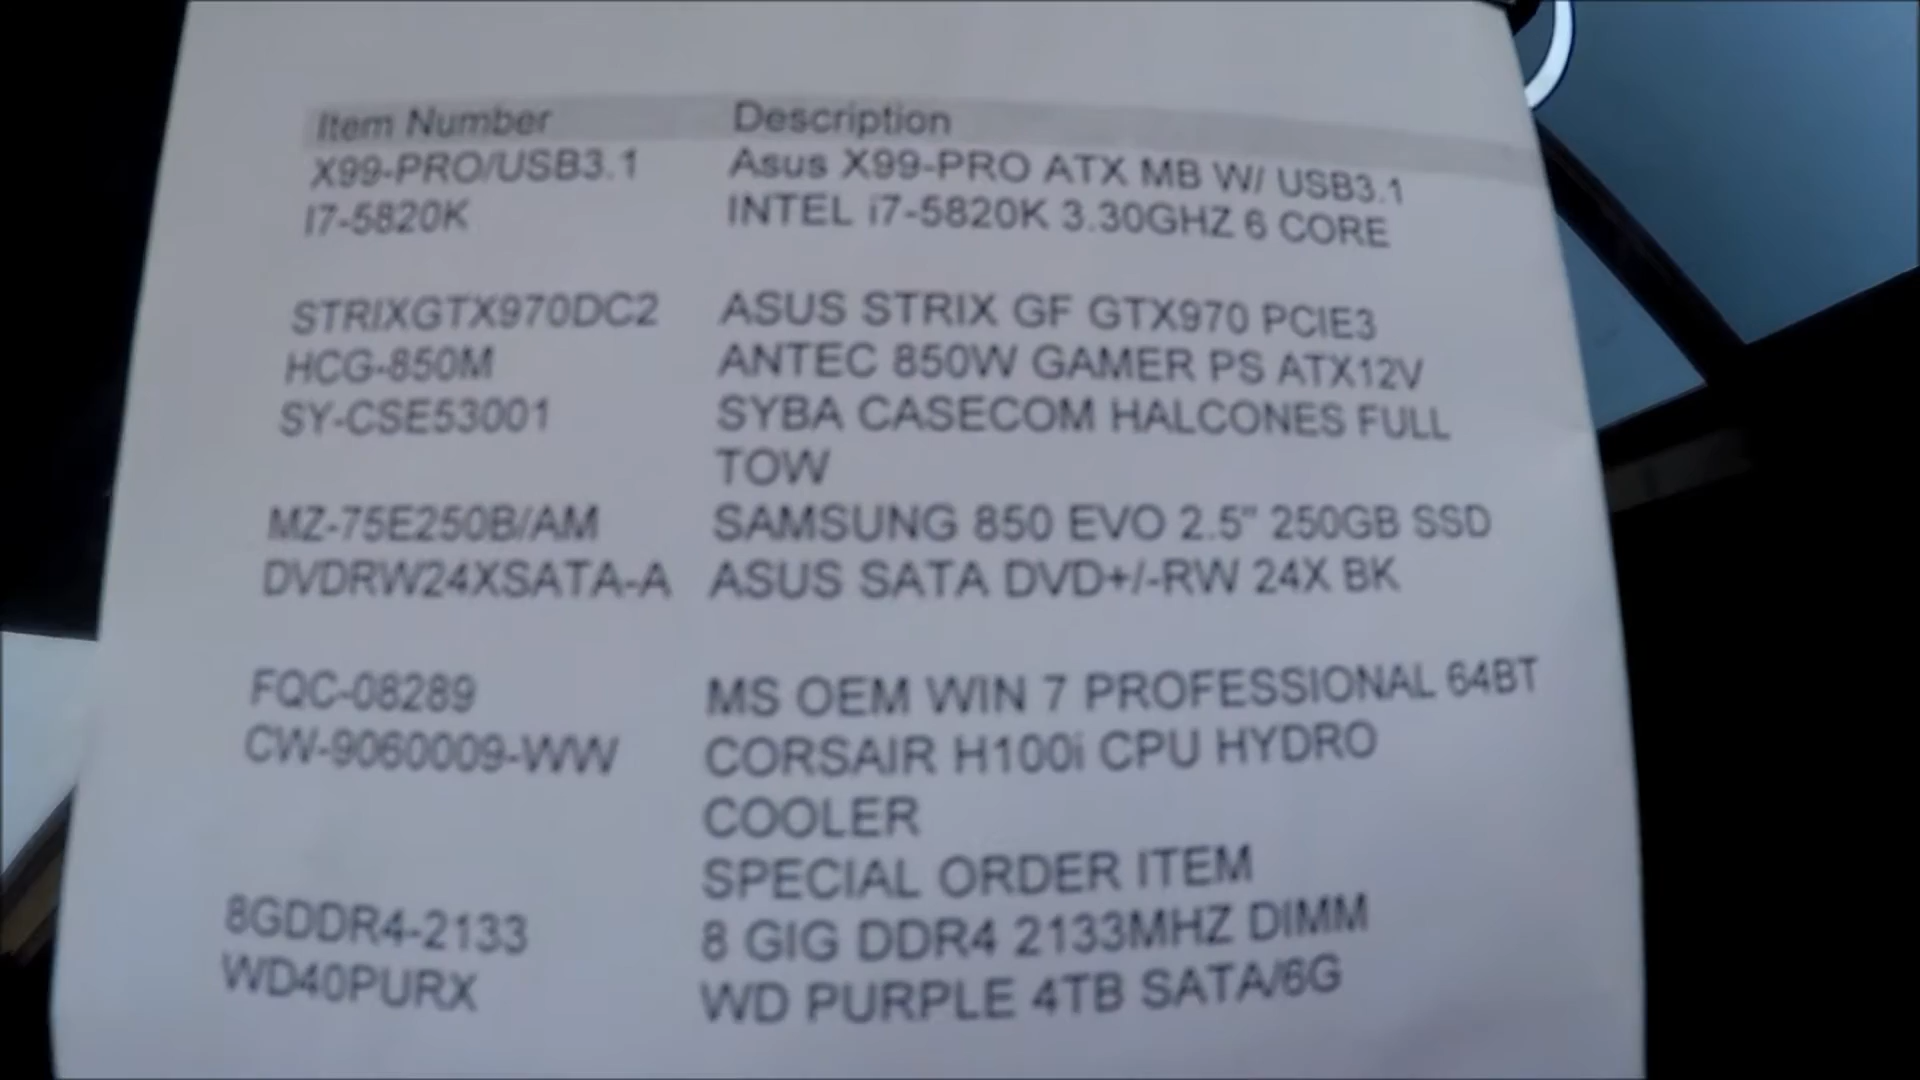 Item Number Description
X99-PRO/USB3.1 Asus X99-PRO ATX MB W/ USB3.1
I7-5820K INTEL i7-5820K 3.30GHZ 6 CORE
STRIXGTX970DC2 ASUS STRIX GF GTX970 PCIE3
HCG-850M ANTEC 850W GAMER PS ATX12V
SY-CSE53001 SYBA CASECOM HALCONES FULL
TOW
MZ-75E250B/AM SAMSUNG 850 EVO 2.5" 250GB SSD
DVDRW24XSATA-A ASUS SATA DVD+/-RW 24X BK
FQC-08289 MS OEM WIN 7 PROFESSIONAL 64BT
CW-9060009-WW CORSAIR H100i CPU HYDRO
COOLER
SPECIAL ORDER ITEM
8GDDR4-2133 8 GIG DDR4 2133MHZ DIMM
WD40PURX WD PURPLE 4TB SATA/6G